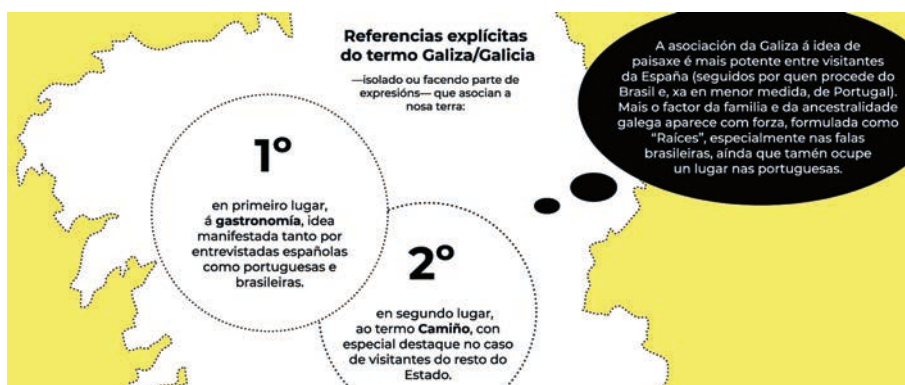 Referencias explícitas
do termo Galiza/Galicia
—isolado ou facendo parte de
expresións— que asocian a
nosa terra:
1º
en primeiro lugar,
á gastronomía, idea
manifestada tanto por
entrevistadas españolas
como portuguesas e
brasileiras.
2º
en segundo lugar,
ao termo Camiño, con
especial destaque no caso
de visitantes do resto do
Estado.
A asociación da Galiza á idea de
paisaxe é mais potente entre visitantes
da España (seguidos por quen procede do
Brasil e, xa en menor medida, de Portugal).
Mais o factor da familia e da ancestralidade
galega aparece com forza, formulada como
“Raíces”, especialmente nas falas
brasileiras, aínda que tamén ocupe
un lugar nas portuguesas.